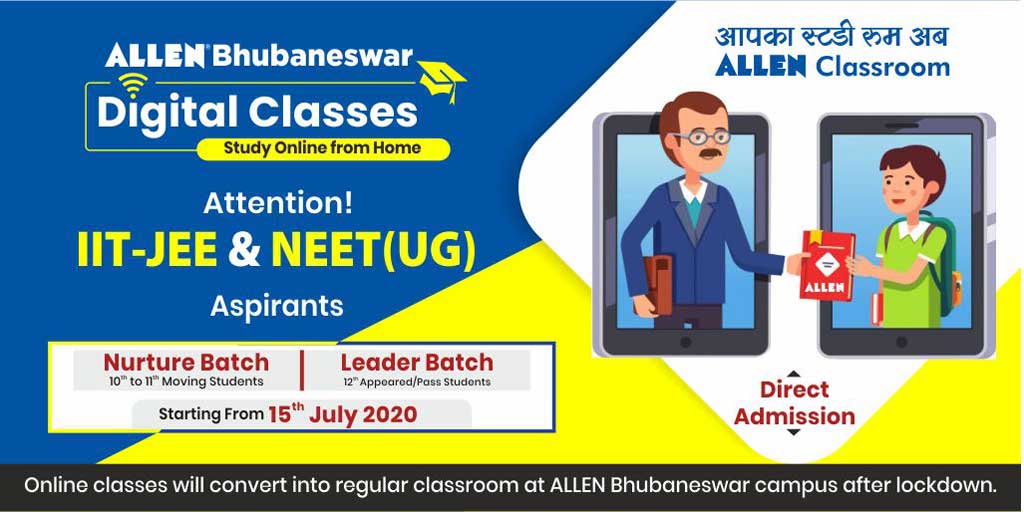 ALLEN® Bhubaneswar
Digital Classes
Study Online from Home
Attention!
IIT-JEE & NEET(UG)
Aspirants
Nurture Batch
10th to 11th Moving Students
Leader Batch
12th Appeared/Pass Students
Starting From 15th July 2020
आपका स्टडी रुम अब
ALLEN Classroom
ALLEN
Direct
Admission
Online classes will convert into regular classroom at ALLEN Bhubaneswar campus after lockdown.